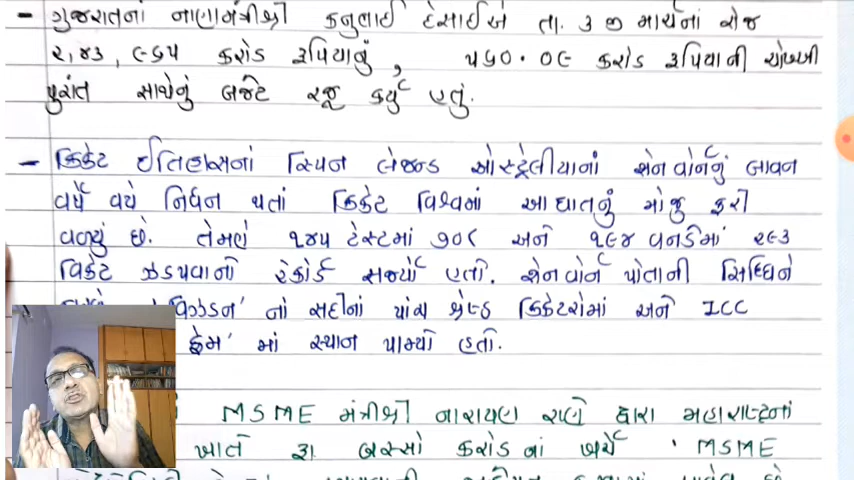 - ગુજરાતનાં નાણામંત્રીશ્રી કનુભાઈ દેસાઈએ તા. ૩ જી માર્ચનાં રોજ
૨,૪૩,૯૬૫ કરોડ રૂપિયાનું, ૫૬૦.૦૯ કરોડ રૂપિયાની ચોખ્ખી
પુરાંત સાથેનું બજેટ રજૂ કર્યું હતું.
- ક્રિકેટ ઈતિહાસનાં સ્પિન લેજન્ડ ઓસ્ટ્રેલીયાનાં શેન વોર્નનું બાવન
વર્ષે વયે નિધન થતાં ક્રિકેટ વિશ્વમાં આઘાતનું મોજુ ફરી
વળ્યું છે. તેમણે ૧૪૫ ટેસ્ટમાં ૭૦૮ અને ૧૯૪ વનડેમાં ૨૯૩
વિકેટ ઝડપવાનો રેકોર્ડ સર્જ્યો હતો. શેન વોર્ન પોતાની સિધ્ધિને
વિઝડન' નાં સદીનાં પાંચ શ્રેષ્ઠ ક્રિકેટરોમાં અને ICC
ફેમ' માં સ્થાન પામ્યો હતો.
MSME મંત્રીશ્રી નારાયણ રાણે દ્વારા મહારાષ્ટ્રનાં
ખાતે રૂા. બસ્સો કરોડ નાં ખર્ચે ' MSME